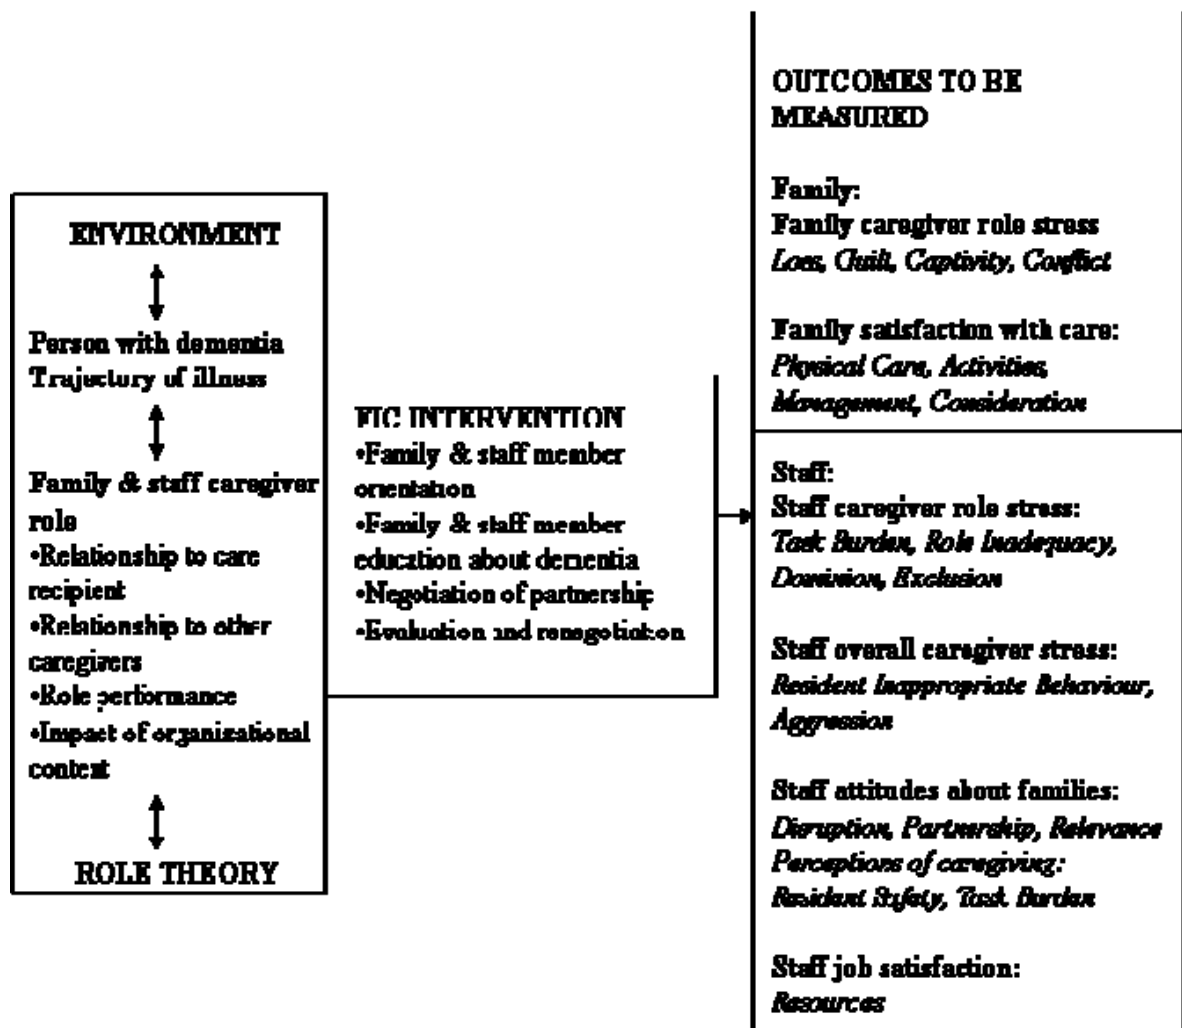 ENVIRONMENT
Person with dementia
Trajectory of illness
Family & staff caregiver
role
•Relationship to care
recipient
•Relationship to other
caregivers
•Role performance
•Impact of organizational
context
ROLE THEORY
FIC INTERVENTION
•Family & staff member
orientation
•Family & staff member
education about dementia
•Negotiation of partnership
•Evaluation and renegotiation
OUTCOMES TO BE
MEASURED
Family:
Family caregiver role stress
Loss, Guilt, Captivity, Conflict
Family satisfaction with care:
Physical Care, Activities,
Management, Consideration
Staff:
Staff caregiver role stress:
Task Burden, Role Inadequacy,
Dominion, Exclusion
Staff overall caregiver stress:
Resident Inappropriate Behaviour,
Aggression
Staff attitudes about families:
Disruption, Partnership, Relevance
Perceptions of caregiving:
Resident Safety, Task Burden
Staff job satisfaction:
Resources